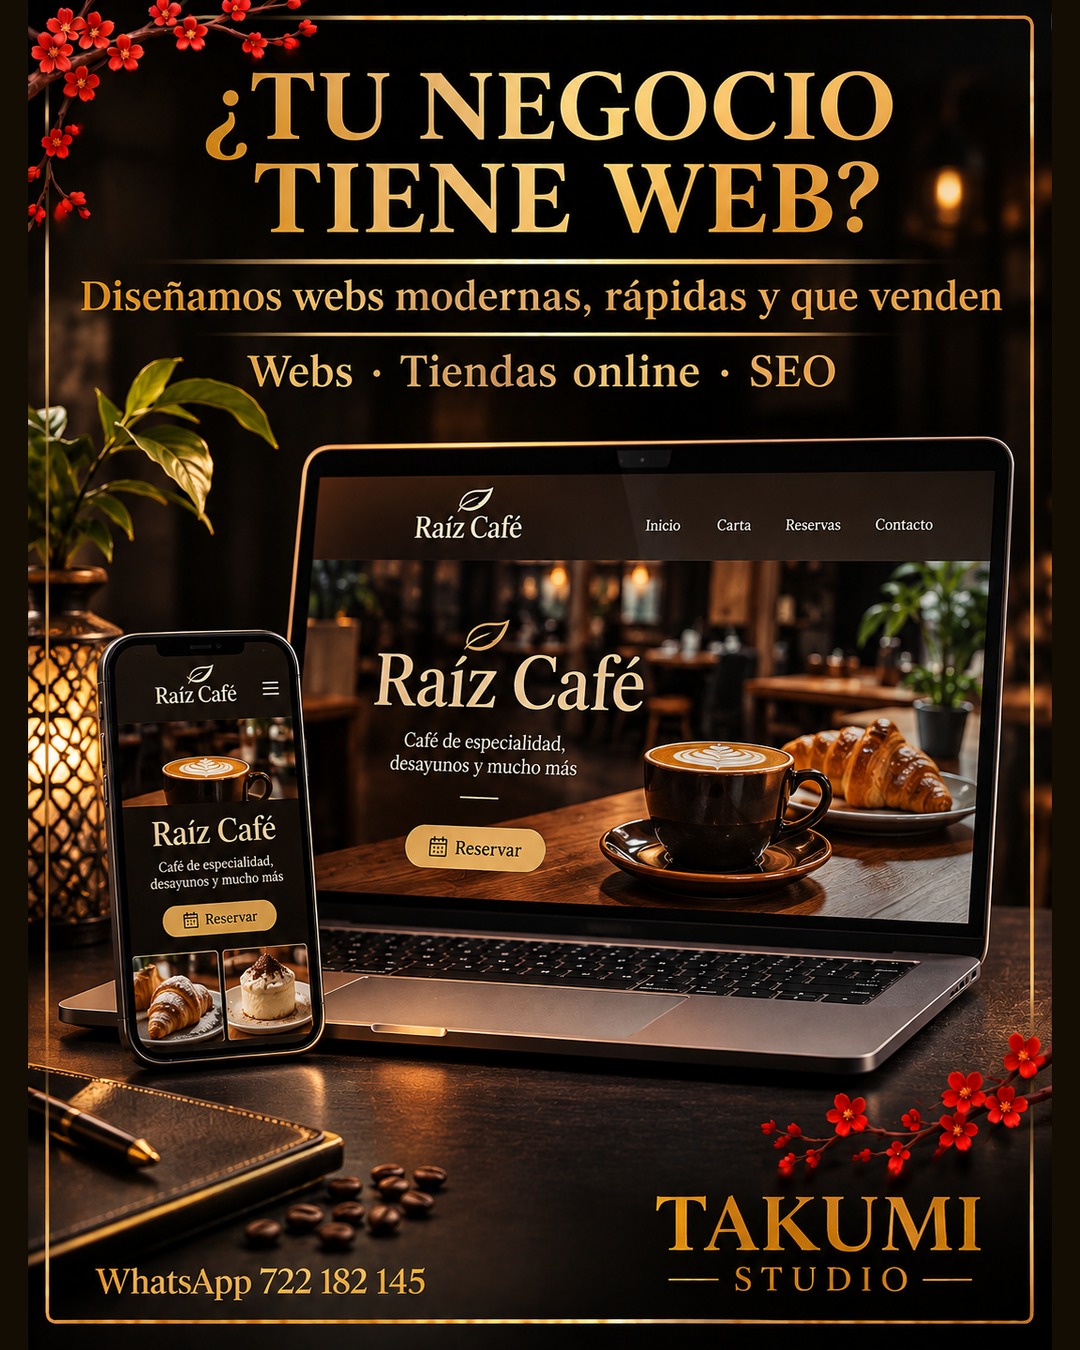 ¿TU NEGOCIO
TIENE WEB?
Diseñamos webs modernas, rápidas y que venden
Webs · Tiendas online · SEO
Raíz Café
Inicio Carta Reservas Contacto
Raíz Café
Café de especialidad,
desayunos y mucho más
Reservar
Raíz Café
Raíz Café
Café de especialidad,
desayunos y mucho más
Reservar
WhatsApp 722 182 145
TAKUMI
STUDIO